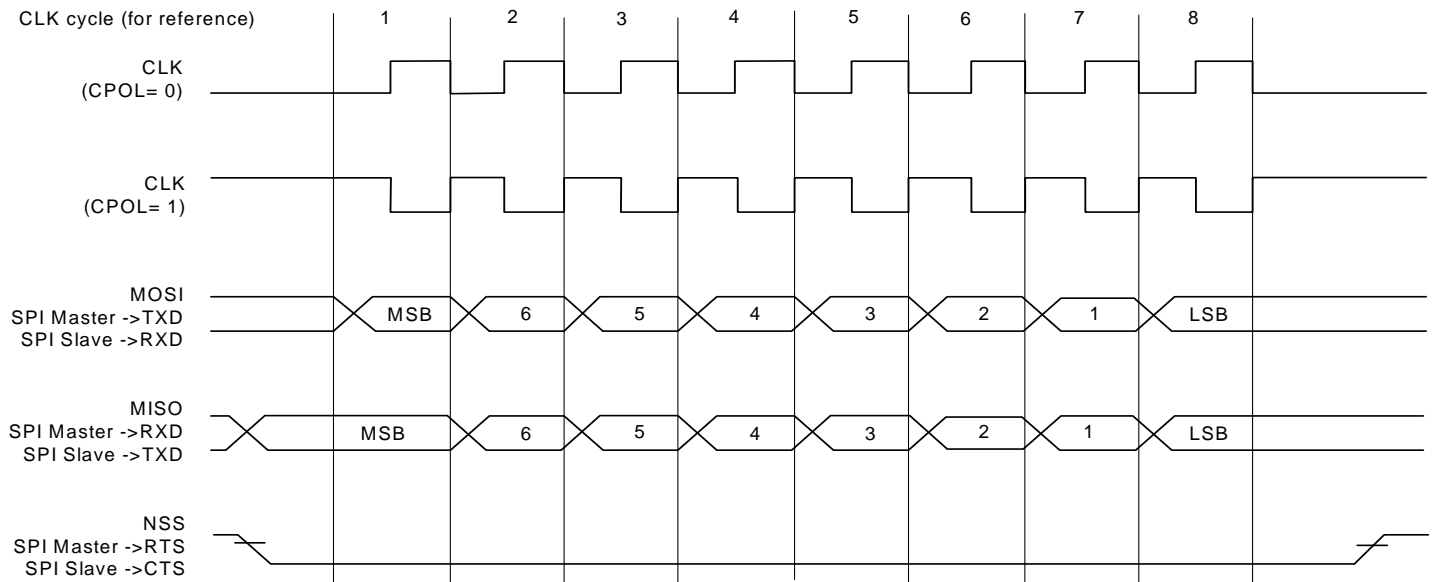 CLK cycle (for reference) 1 2 3 4 5 6 7 8
CLK
(CPOL= 0)
CLK
(CPOL= 1)
MOSI
SPI Master ->TXD
SPI Slave ->RXD
MSB 6 5 4 3 2 1 LSB
MISO
SPI Master ->RXD
SPI Slave ->TXD
MSB 6 5 4 3 2 1 LSB
NSS
SPI Master ->RTS
SPI Slave ->CTS